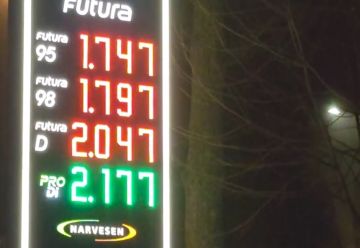 Futura
Futura 95 1.747
Futura 98 1.797
Futura D 2.047
PRO DI 2.177
NARVESEN